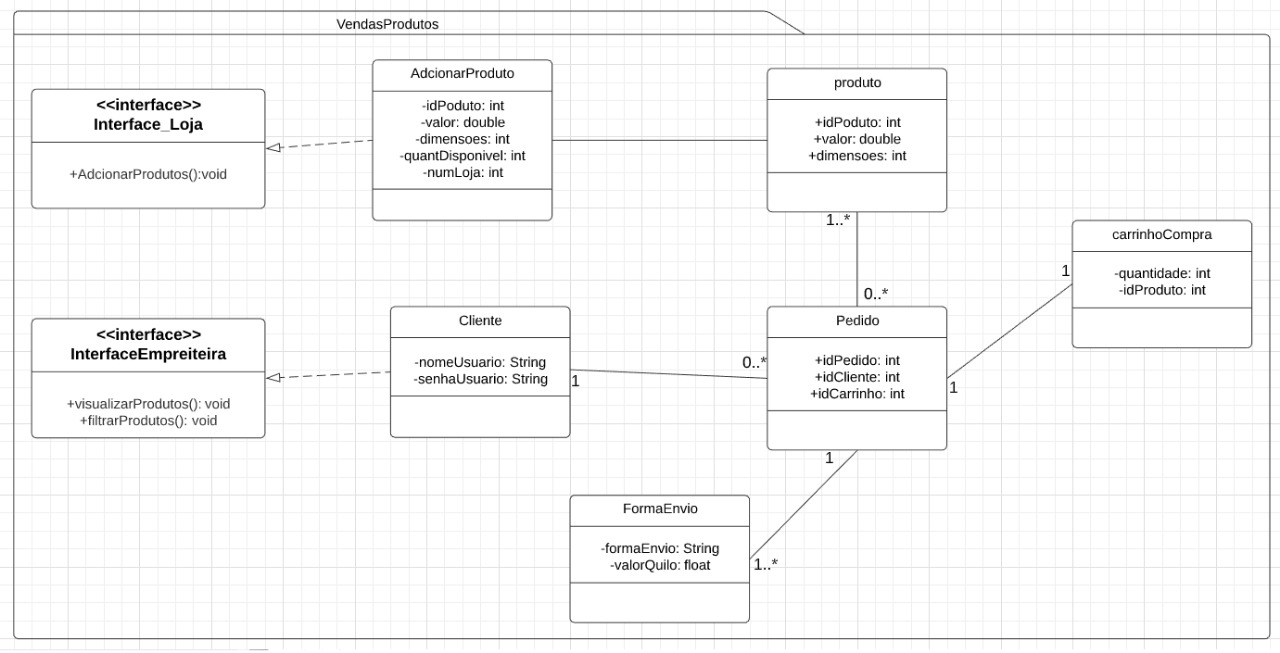 VendasProdutos
<<interface>>
Interface_Loja
+AdcionarProdutos():void
AdcionarProduto
-idPoduto: int
-valor: double
-dimensoes: int
-quantDisponivel: int
-numLoja: int
produto
+idPoduto: int
+valor: double
+dimensoes: int
1..*
0..*
carrinhoCompra
-quantidade: int
-idProduto: int
1
<<interface>>
InterfaceEmpreiteira
+visualizarProdutos(): void
+filtrarProdutos(): void
Cliente
-nomeUsuario: String
-senhaUsuario: String
1
0..*
Pedido
+idPedido: int
+idCliente: int
+idCarrinho: int
1
1
FormaEnvio
-formaEnvio: String
-valorQuilo: float
1..*